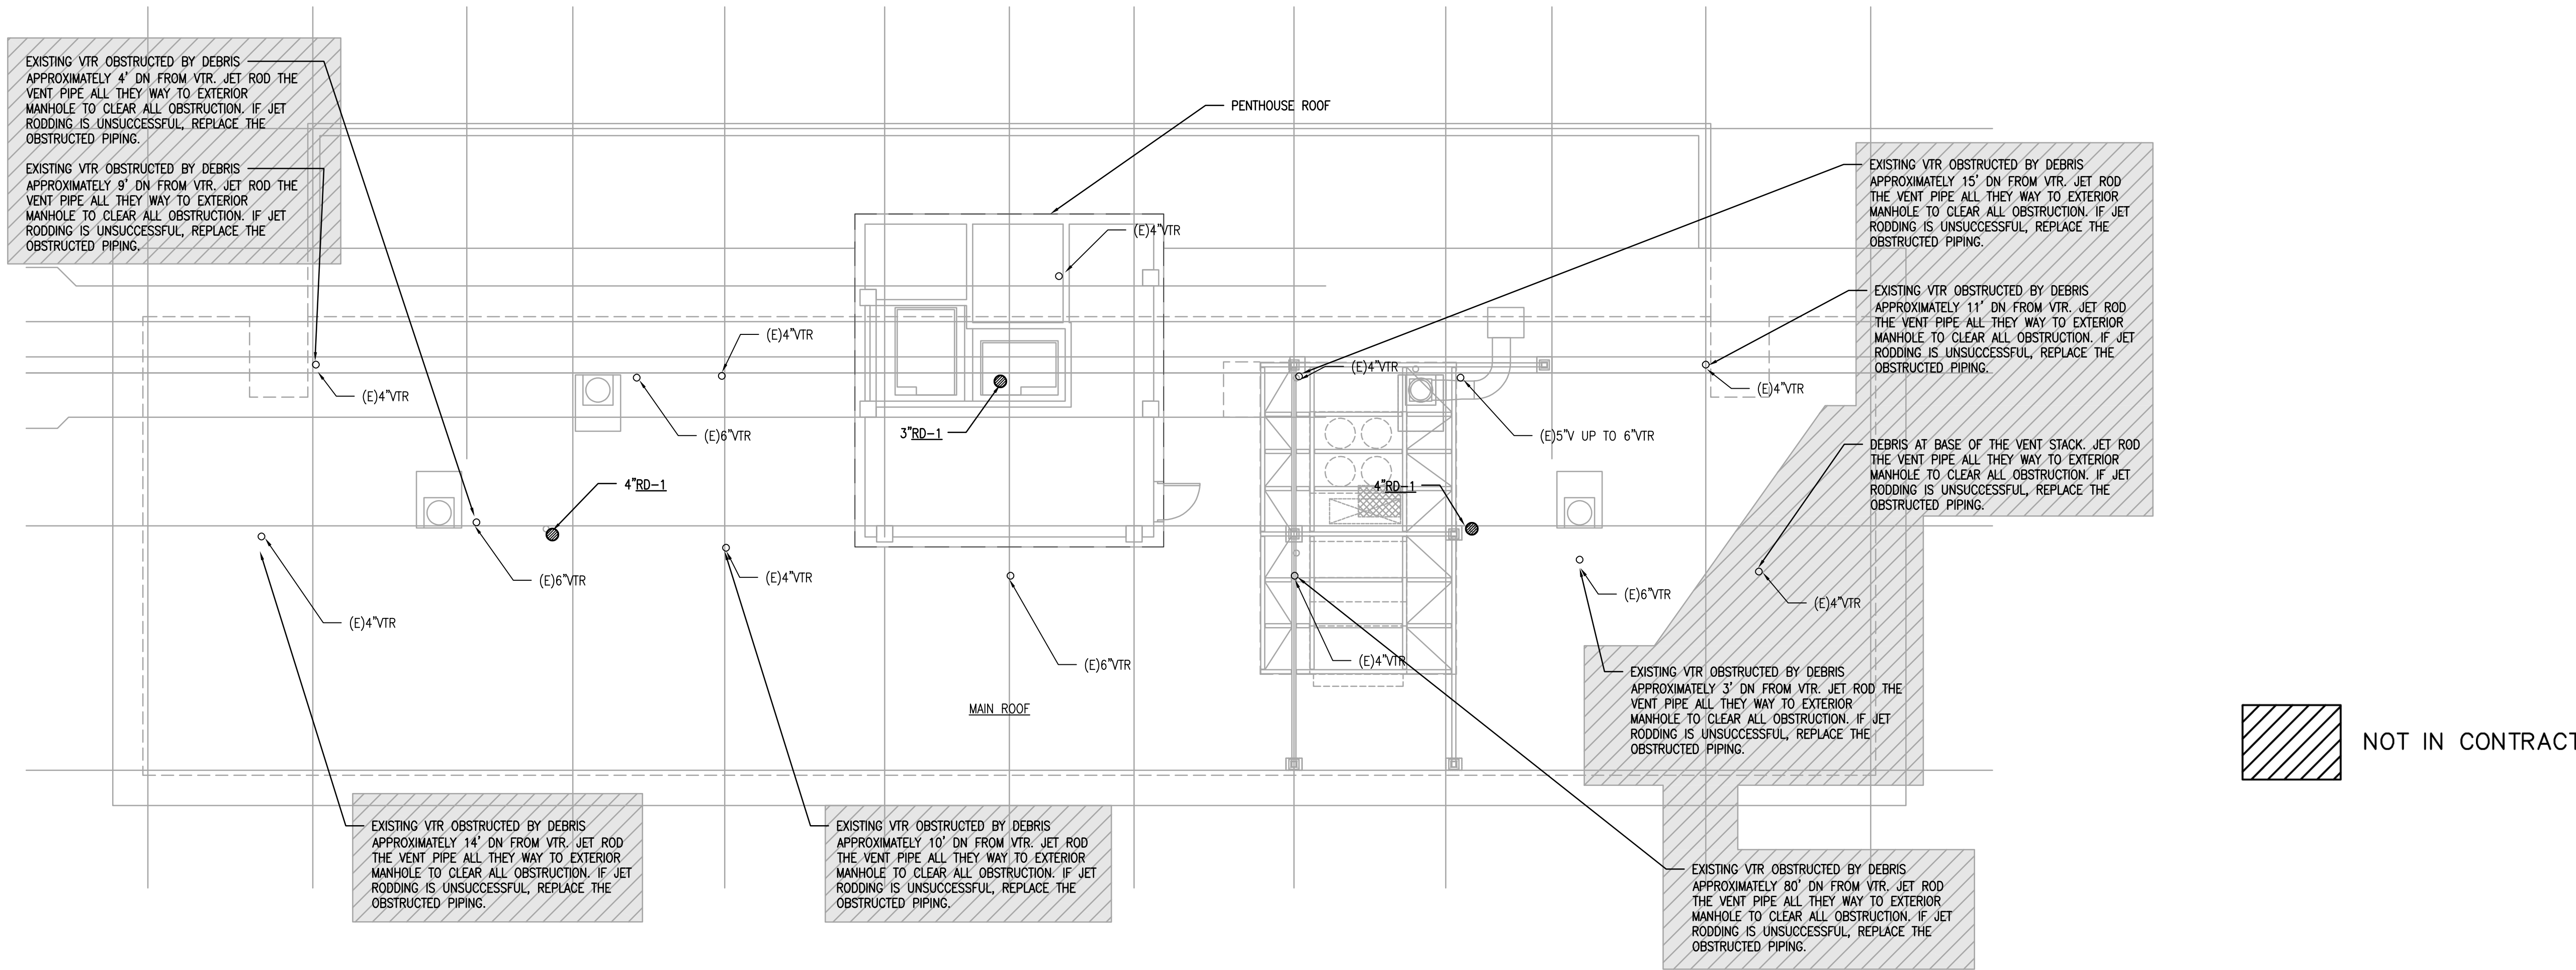 EXISTING VTR OBSTRUCTED BY DEBRIS
APPROXIMATELY 4' DN FROM VTR. JET ROD THE
VENT PIPE ALL THEY WAY TO EXTERIOR
MANHOLE TO CLEAR ALL OBSTRUCTION. IF JET
RODDING IS UNSUCCESSFUL, REPLACE THE
OBSTRUCTED PIPING.
EXISTING VTR OBSTRUCTED BY DEBRIS
APPROXIMATELY 9' DN FROM VTR. JET ROD THE
VENT PIPE ALL THEY WAY TO EXTERIOR
MANHOLE TO CLEAR ALL OBSTRUCTION. IF JET
RODDING IS UNSUCCESSFUL, REPLACE THE
OBSTRUCTED PIPING.
PENTHOUSE ROOF
(E)4"VTR
EXISTING VTR OBSTRUCTED BY DEBRIS
APPROXIMATELY 15' DN FROM VTR. JET ROD
THE VENT PIPE ALL THEY WAY TO EXTERIOR
MANHOLE TO CLEAR ALL OBSTRUCTION. IF JET
RODDING IS UNSUCCESSFUL, REPLACE THE
OBSTRUCTED PIPING.
EXISTING VTR OBSTRUCTED BY DEBRIS
APPROXIMATELY 11' DN FROM VTR. JET ROD
THE VENT PIPE ALL THEY WAY TO EXTERIOR
MANHOLE TO CLEAR ALL OBSTRUCTION. IF JET
RODDING IS UNSUCCESSFUL, REPLACE THE
OBSTRUCTED PIPING.
(E)4"VTR
(E)4"VTR
(E)4"VTR
(E)4"VTR
(E)6"VTR
3"RD-1
(E)5"V UP TO 6"VTR
DEBRIS AT BASE OF THE VENT STACK. JET ROD
THE VENT PIPE ALL THEY WAY TO EXTERIOR
MANHOLE TO CLEAR ALL OBSTRUCTION. IF JET
RODDING IS UNSUCCESSFUL, REPLACE THE
OBSTRUCTED PIPING.
4"RD-1
4"RD-1
(E)6"VTR
(E)4"VTR
(E)6"VTR
(E)4"VTR
(E)4"VTR
(E)6"VTR
(E)4"VTR
MAIN ROOF
EXISTING VTR OBSTRUCTED BY DEBRIS
APPROXIMATELY 3' DN FROM VTR. JET ROD THE
VENT PIPE ALL THEY WAY TO EXTERIOR
MANHOLE TO CLEAR ALL OBSTRUCTION. IF JET
RODDING IS UNSUCCESSFUL, REPLACE THE
OBSTRUCTED PIPING.
NOT IN CONTRACT
EXISTING VTR OBSTRUCTED BY DEBRIS
APPROXIMATELY 14' DN FROM VTR. JET ROD
THE VENT PIPE ALL THEY WAY TO EXTERIOR
MANHOLE TO CLEAR ALL OBSTRUCTION. IF JET
RODDING IS UNSUCCESSFUL, REPLACE THE
OBSTRUCTED PIPING.
EXISTING VTR OBSTRUCTED BY DEBRIS
APPROXIMATELY 10' DN FROM VTR. JET ROD
THE VENT PIPE ALL THEY WAY TO EXTERIOR
MANHOLE TO CLEAR ALL OBSTRUCTION. IF JET
RODDING IS UNSUCCESSFUL, REPLACE THE
OBSTRUCTED PIPING.
EXISTING VTR OBSTRUCTED BY DEBRIS
APPROXIMATELY 80' DN FROM VTR. JET ROD
THE VENT PIPE ALL THEY WAY TO EXTERIOR
MANHOLE TO CLEAR ALL OBSTRUCTION. IF JET
RODDING IS UNSUCCESSFUL, REPLACE THE
OBSTRUCTED PIPING.